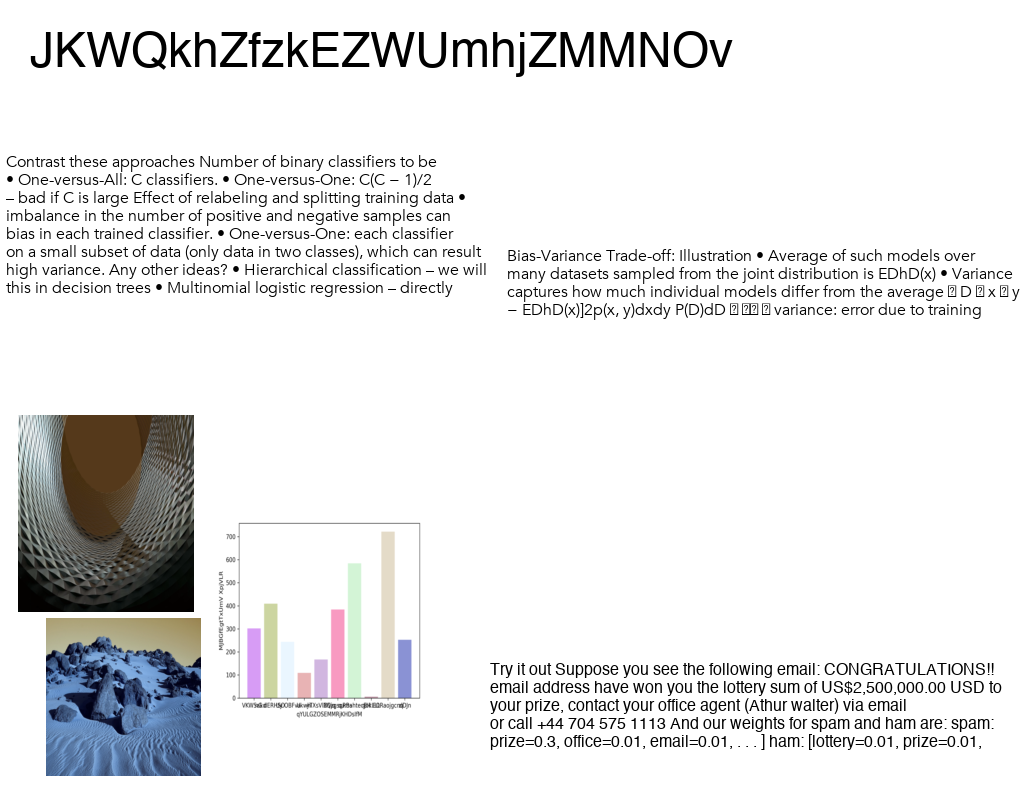 JKWQkhZfzkEZWUmhjZMMNOv
Contrast these approaches Number of binary classifiers to be
• One-versus-All: C classifiers. • One-versus-One: C(C − 1)/2
– bad if C is large Effect of relabeling and splitting training data •
imbalance in the number of positive and negative samples can
bias in each trained classifier. • One-versus-One: each classifier
on a small subset of data (only data in two classes), which can result
high variance. Any other ideas? • Hierarchical classification – we will
this in decision trees • Multinomial logistic regression – directly
Bias-Variance Trade-off: Illustration • Average of such models over
many datasets sampled from the joint distribution is EDhD(x) • Variance
captures how much individual models differ from the average D x y
− EDhD(x)]2p(x, y)dxdy P(D)dD variance: error due to training
700
600
500
400
300
200
100
0
Try it out Suppose you see the following email: CONGRATULATIONS!!
email address have won you the lottery sum of US$2,500,000.00 USD to
your prize, contact your office agent (Athur walter) via email
or call +44 704 575 1113 And our weights for spam and ham are: spam:
prize=0.3, office=0.01, email=0.01, . . . ] ham: [lottery=0.01, prize=0.01,